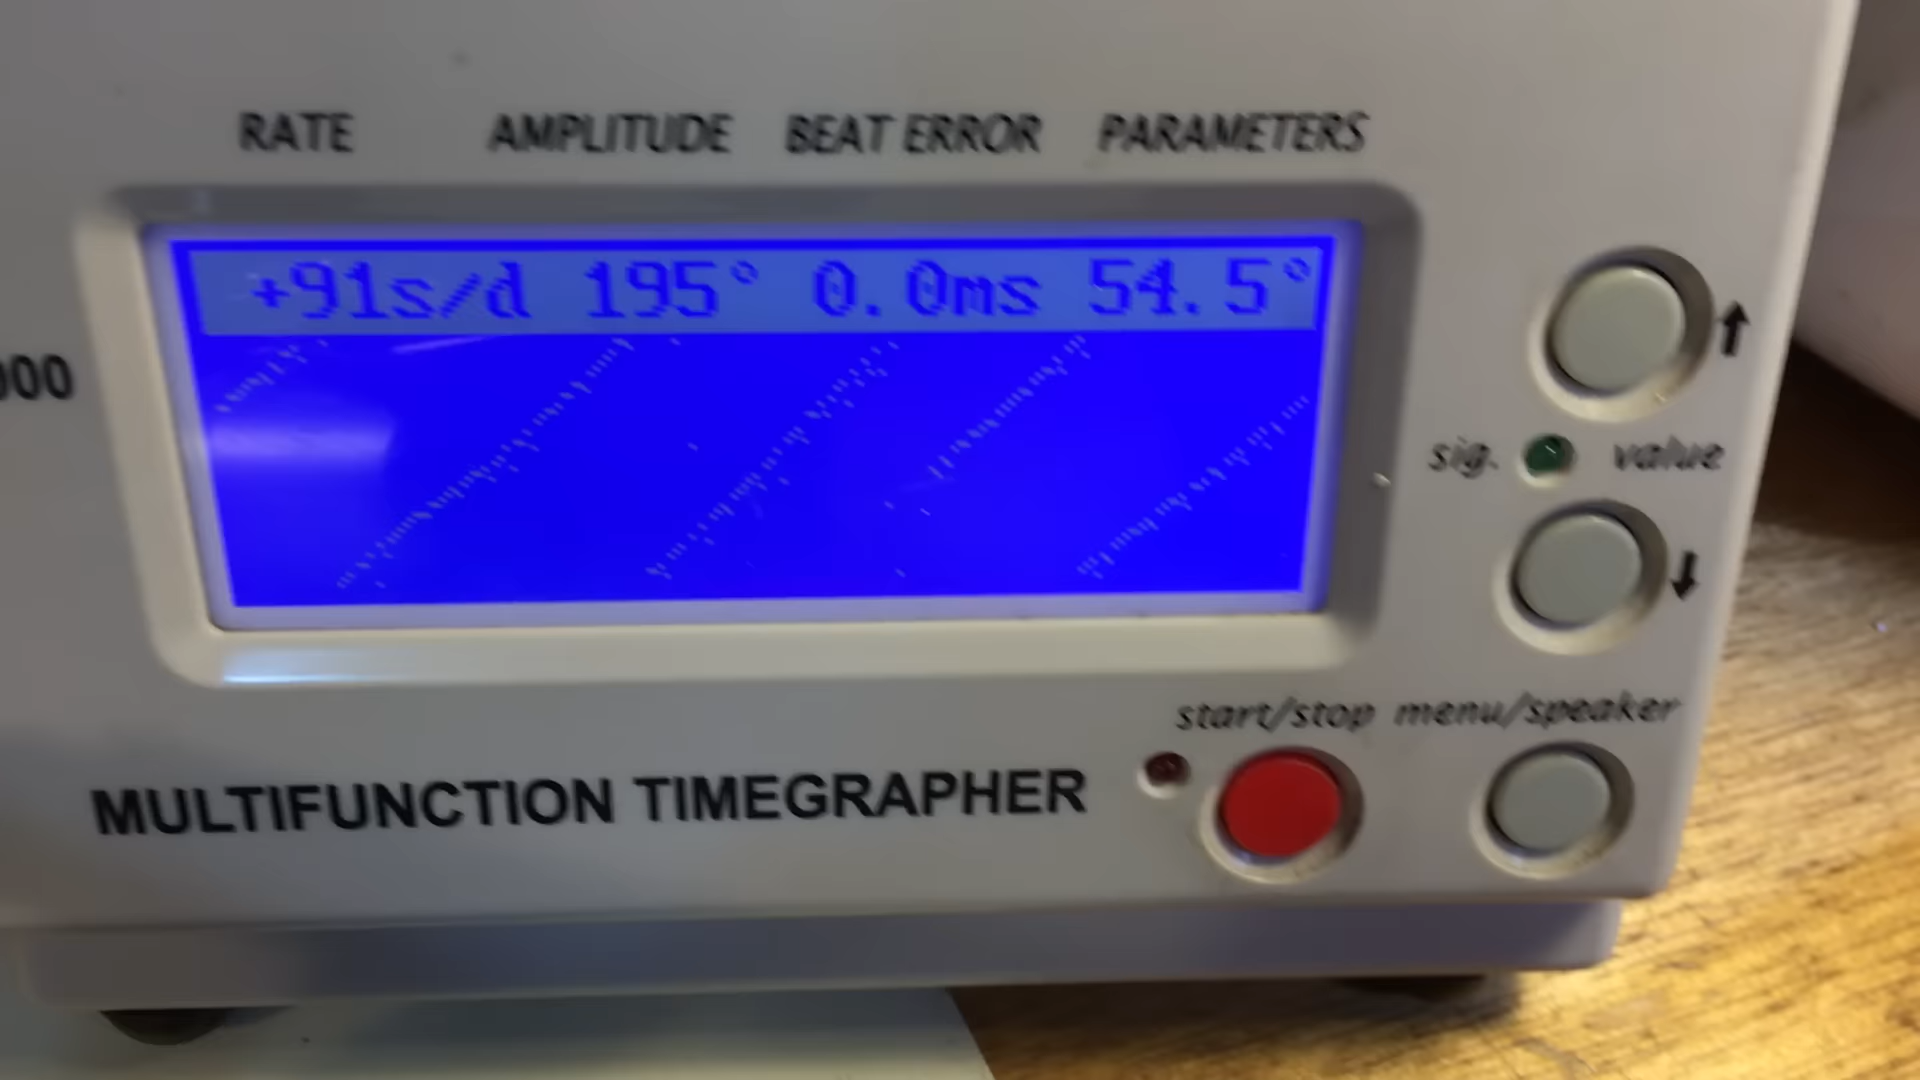 RATE AMPLITUDE BEAT ERROR PARAMETERS
+91s/d 195° 0.0ms 54.5°
000
sig. value
start/stop menu/speaker
MULTIFUNCTION TIMEGRAPHER